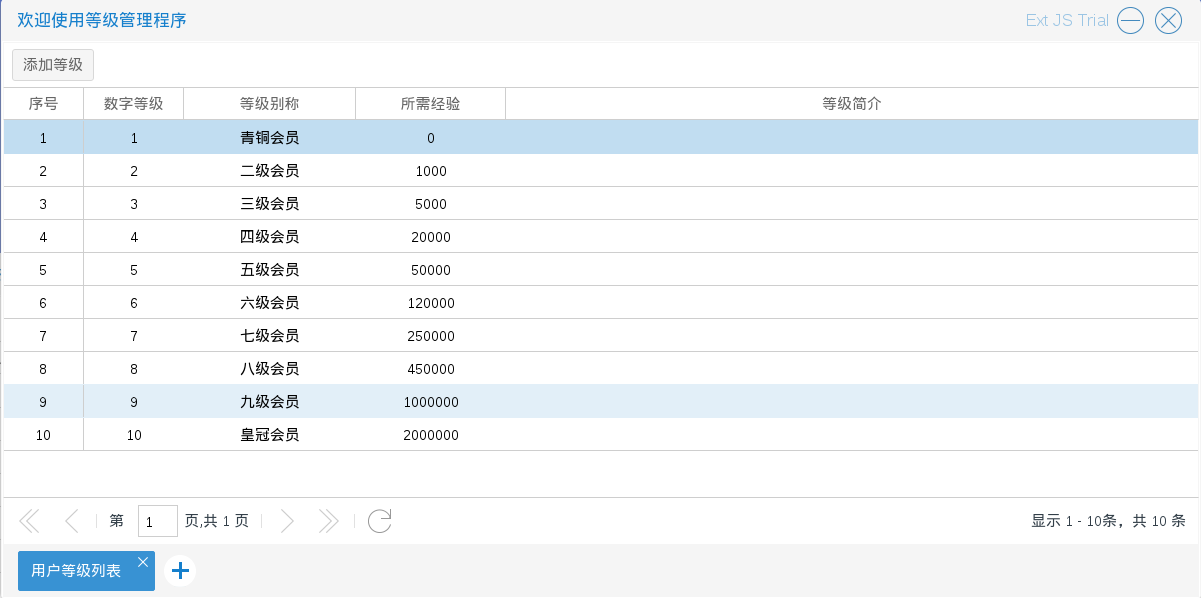 欢迎使用等级管理程序 Ext JS Trial
添加等级
序号 数字等级 等级别称 所需经验 等级简介
1 1 青铜会员 0
2 2 二级会员 1000
3 3 三级会员 5000
4 4 四级会员 20000
5 5 五级会员 50000
6 6 六级会员 120000
7 7 七级会员 250000
8 8 八级会员 450000
9 9 九级会员 1000000
10 10 皇冠会员 2000000
第 1 页,共 1 页 显示 1 - 10条，共 10 条
用户等级列表